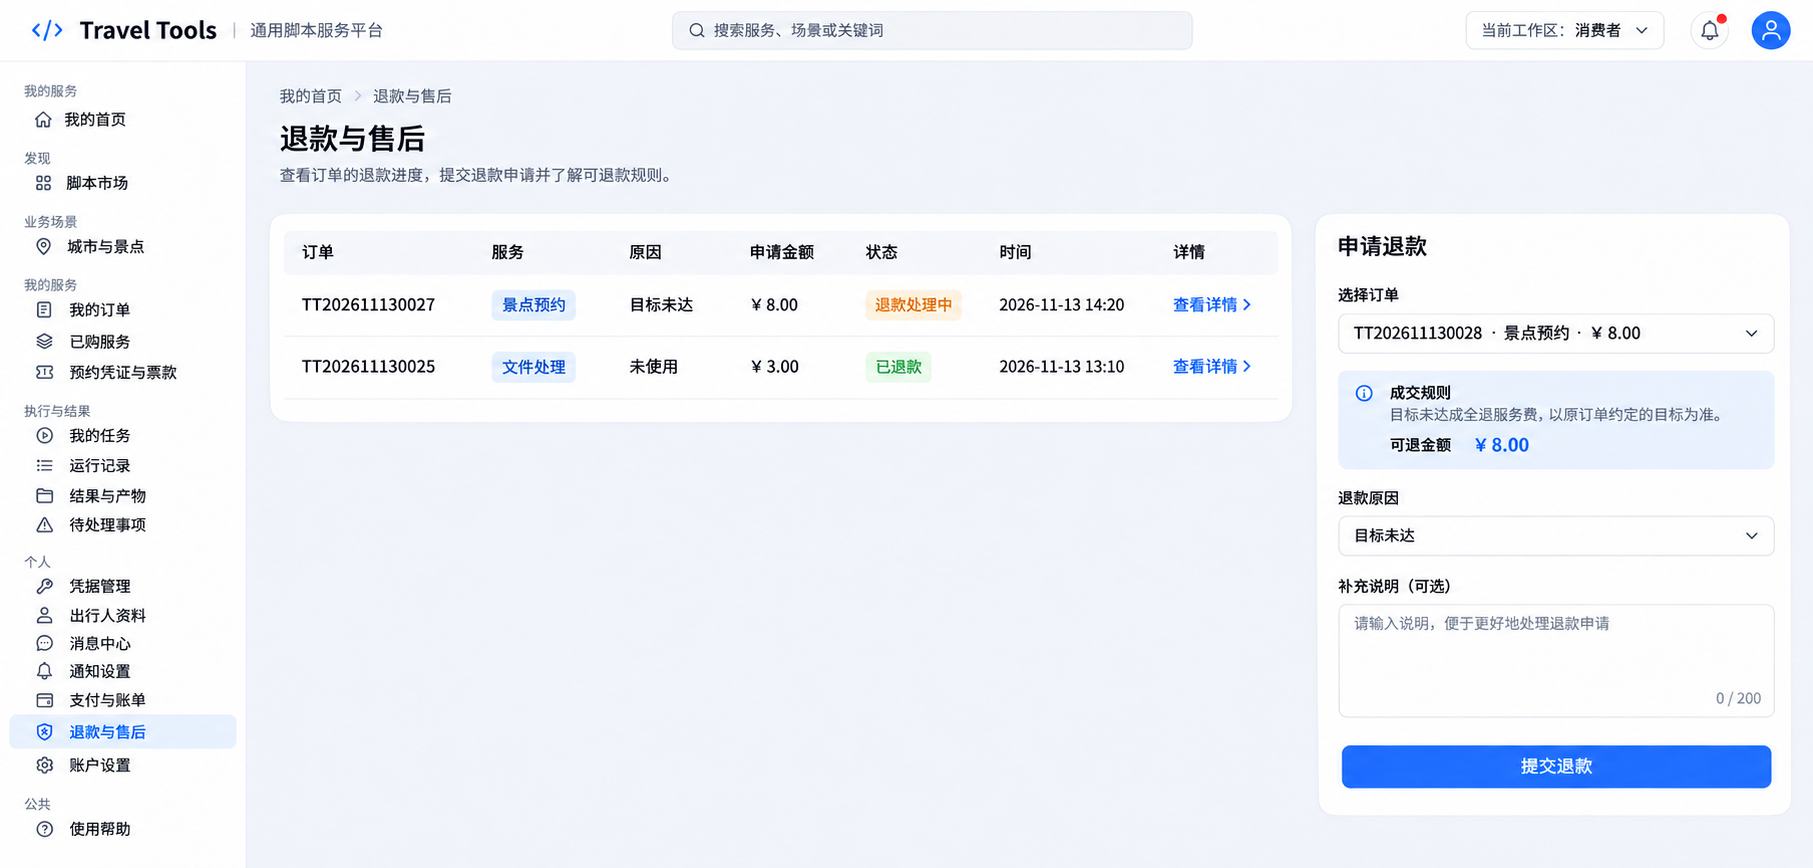 </> Travel Tools | 通用脚本服务平台
搜索服务、场景或关键词
当前工作区：消费者
我的服务
我的首页
发现
脚本市场
业务场景
城市与景点
我的服务
我的订单
已购服务
预约凭证与票款
执行与结果
我的任务
运行记录
结果与产物
待处理事项
个人
凭据管理
出行人资料
消息中心
通知设置
支付与账单
退款与售后
账户设置
公共
使用帮助
我的首页 > 退款与售后
退款与售后
查看订单的退款进度，提交退款申请并了解可退款规则。
订单 服务 原因 申请金额 状态 时间 详情
TT202611130027 景点预约 目标未达 ¥ 8.00 退款处理中 2026-11-13 14:20 查看详情 >
TT202611130025 文件处理 未使用 ¥ 3.00 已退款 2026-11-13 13:10 查看详情 >
申请退款
选择订单
TT202611130028 · 景点预约 · ¥ 8.00
成交规则
目标未达成全退服务费，以原订单约定的目标为准。
可退金额 ¥ 8.00
退款原因
目标未达
补充说明（可选）
请输入说明，便于更好地处理退款申请
0 / 200
提交退款